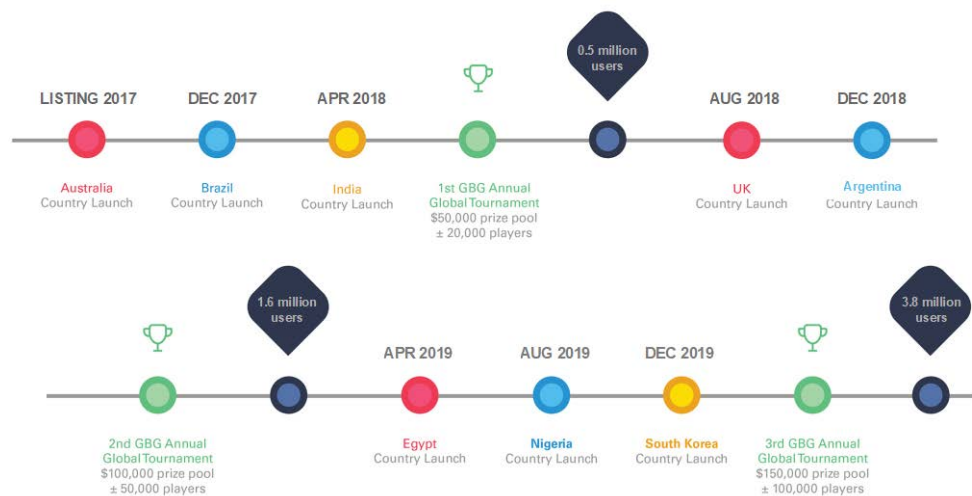 0.5 million
users
LISTING 2017
DEC 2017
APR 2018
AUG 2018
DEC 2018
Australia
Country Launch
Brazil
Country Launch
India
Country Launch
1st GBG Annual
Global Tournament
$50,000 prize pool
± 20,000 players
UK
Country Launch
Argentina
Country Launch
1.6 million
users
3.8 million
users
APR 2019
AUG 2019
DEC 2019
2nd GBG Annual
Global Tournament
$100,000 prize pool
± 50,000 players
Egypt
Country Launch
Nigeria
Country Launch
South Korea
Country Launch
3rd GBG Annual
Global Tournament
$150,000 prize pool
± 100,000 players